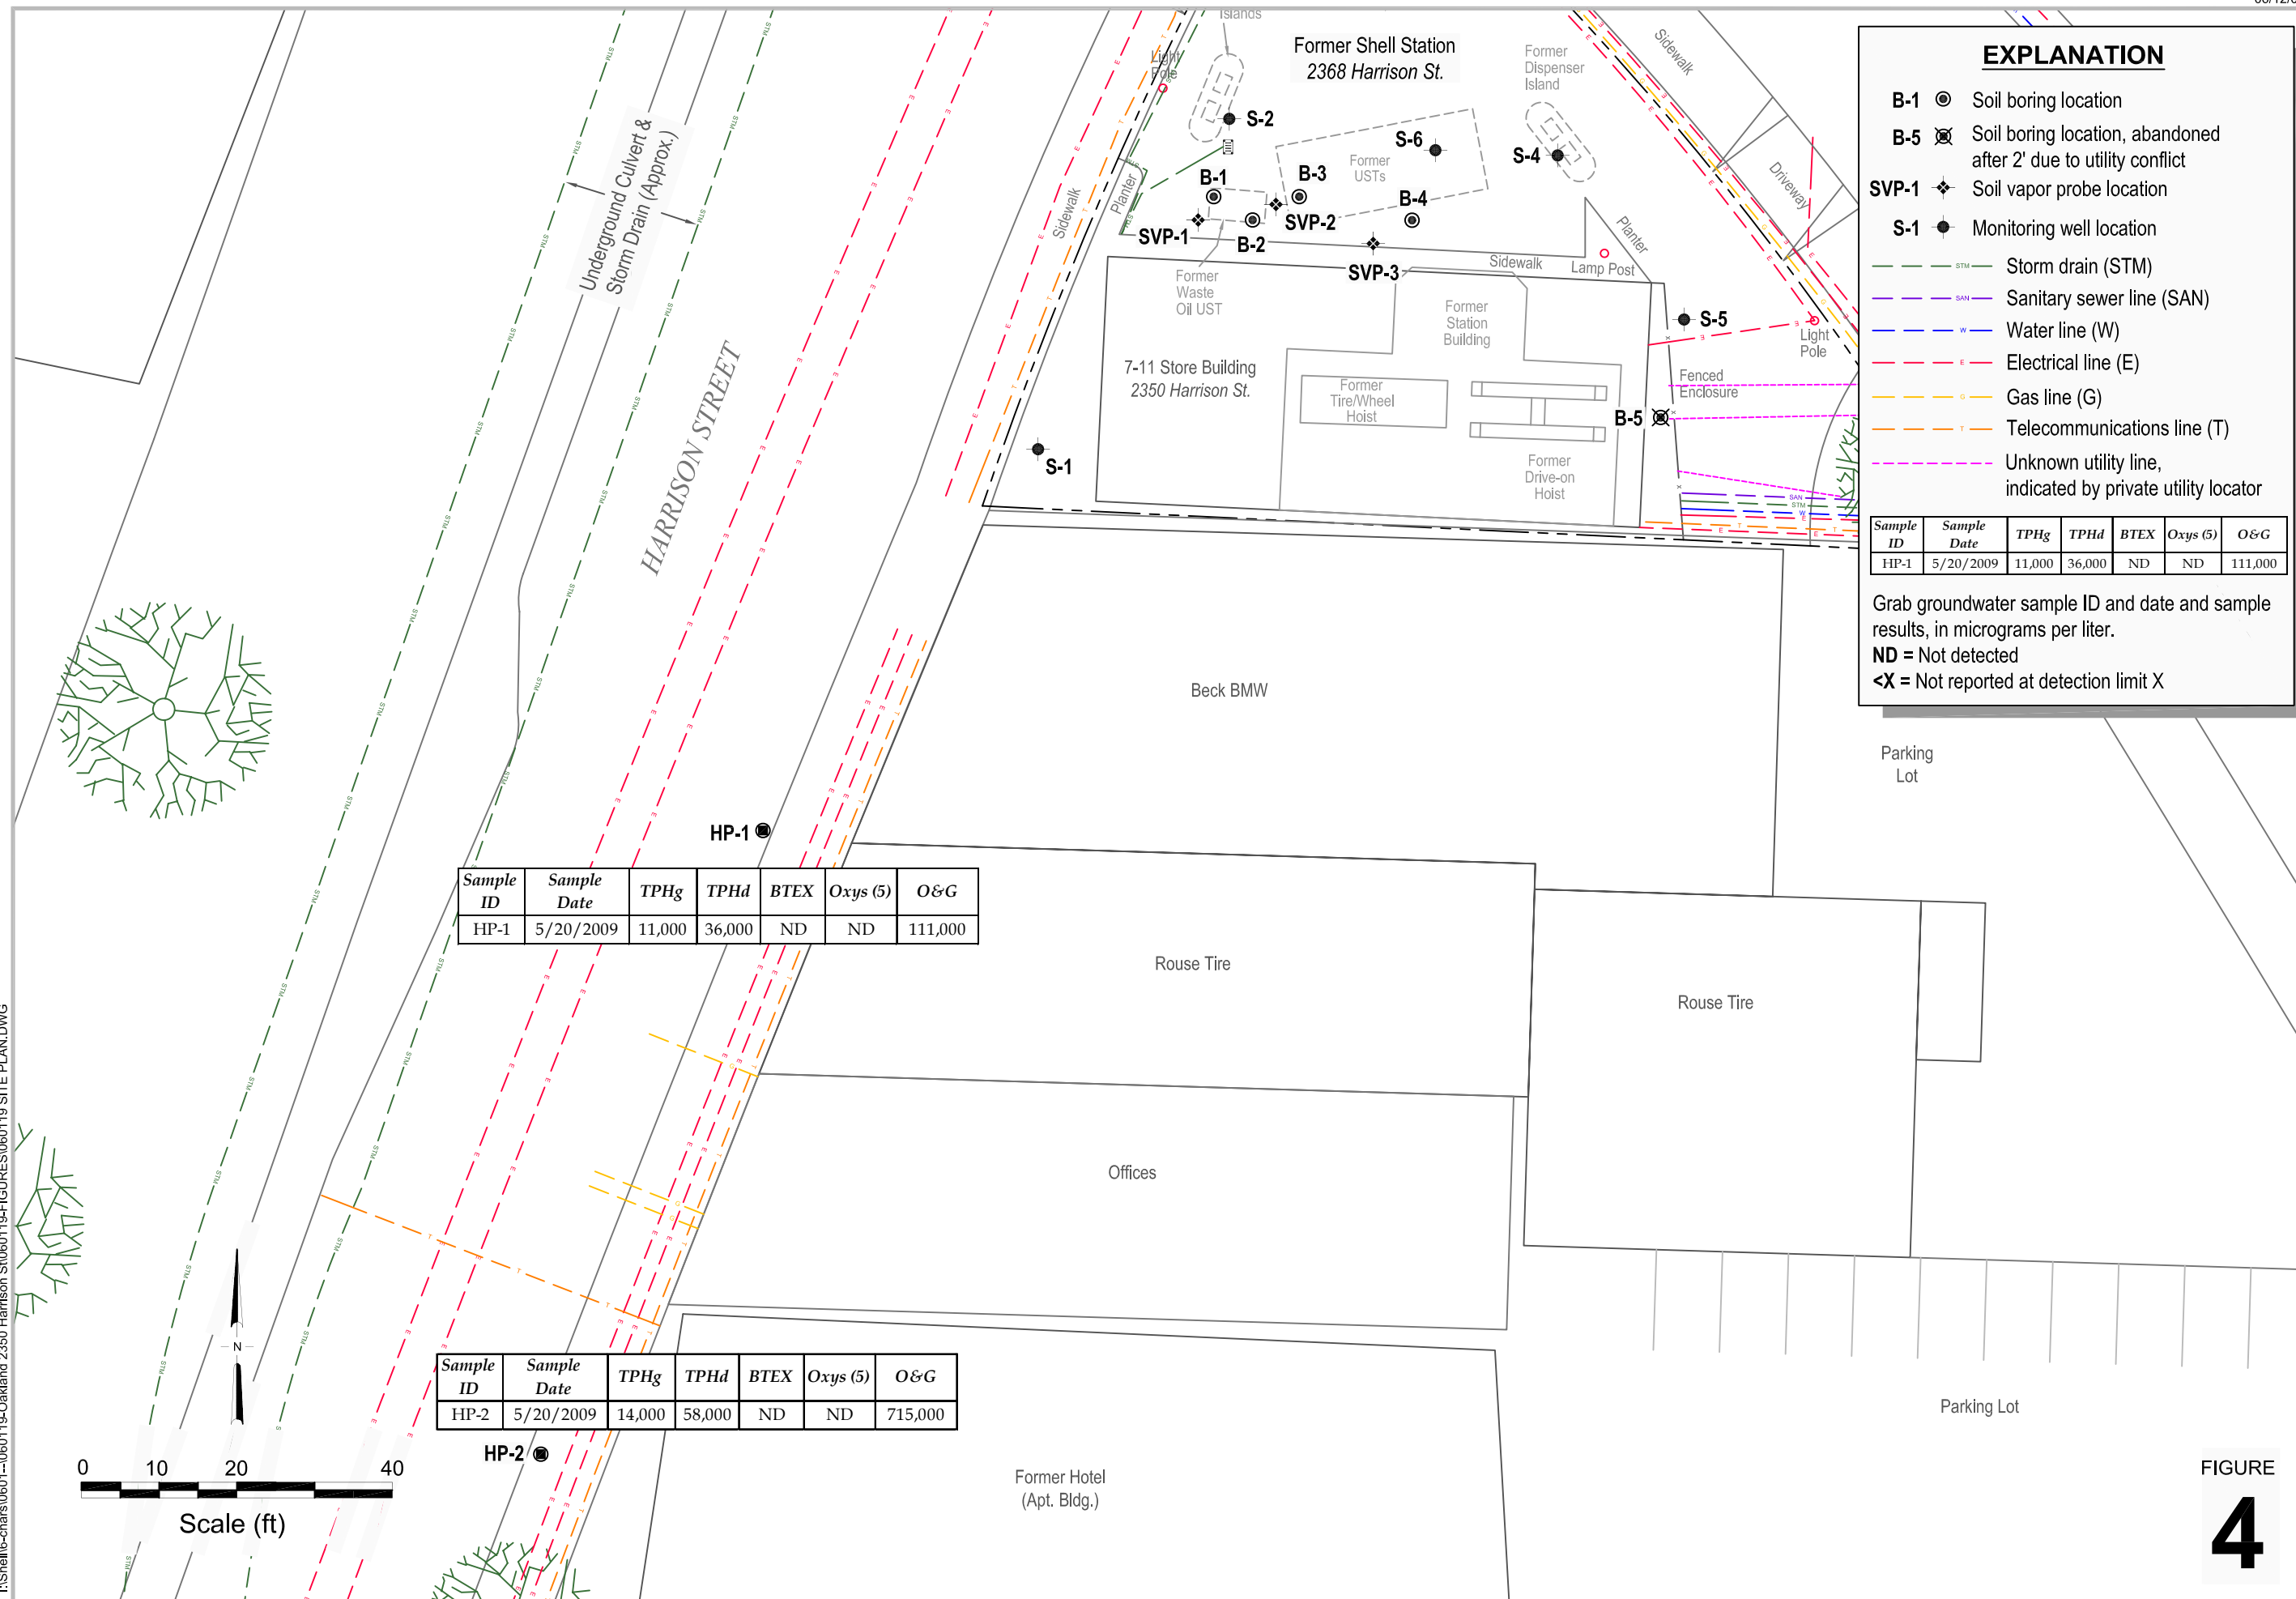 Islands
Light
Pole
Former Shell Station
2368 Harrison St.
Former
Dispenser
Island
Sidewalk
Driveway
S-2
S-6
S-4
Former
USTs
B-1
B-3
B-4
SVP-1
B-2
SVP-2
SVP-3
Planter
Sidewalk
Planter
Sidewalk
Lamp Post
Former
Waste
Oil UST
Former
Station
Building
7-11 Store Building
2350 Harrison St.
Former
Tire/Wheel
Hoist
Former
Drive-on
Hoist
S-5
Light
Pole
Fenced
Enclosure
B-5
S-1
Underground Culvert &
Storm Drain (Approx.)
HARRISON STREET
EXPLANATION
B-1 Soil boring location
B-5 Soil boring location, abandoned
after 2' due to utility conflict
SVP-1 Soil vapor probe location
S-1 Monitoring well location
STM Storm drain (STM)
SAN Sanitary sewer line (SAN)
W Water line (W)
E Electrical line (E)
G Gas line (G)
T Telecommunications line (T)
Unknown utility line,
indicated by private utility locator
Sample ID Sample Date TPHg TPHd BTEX Oxys (5) O&G
HP-1 5/20/2009 11,000 36,000 ND ND 111,000
Grab groundwater sample ID and date and sample
results, in micrograms per liter.
ND = Not detected
<X = Not reported at detection limit X
Beck BMW
Parking
Lot
HP-1
Sample ID Sample Date TPHg TPHd BTEX Oxys (5) O&G
HP-1 5/20/2009 11,000 36,000 ND ND 111,000
Rouse Tire
Rouse Tire
Offices
Sample ID Sample Date TPHg TPHd BTEX Oxys (5) O&G
HP-2 5/20/2009 14,000 58,000 ND ND 715,000
HP-2
Former Hotel
(Apt. Bldg.)
Parking Lot
N
0 10 20 40
Scale (ft)
FIGURE
4